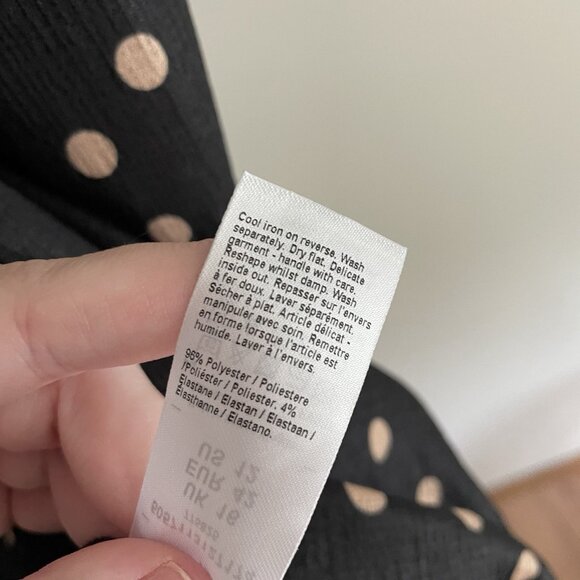 Cool iron on reverse. Wash
separately. Dry flat. Delicate
garment - handle with care.
Reshape whilst damp. Wash
inside out. Repasser sur l'envers
à fer doux. Laver séparément.
Sécher à plat. Article délicat -
manipuler avec soin. Remettre
en forme lorsque l'article est
humide. Laver à l'envers.
96% Polyester / Poliestere
/Poliéster / Poliester. 4%
Elastane / Elastan / Elastaan /
Elasthanne / Elastano.
US 12
EUR 42
UK 16